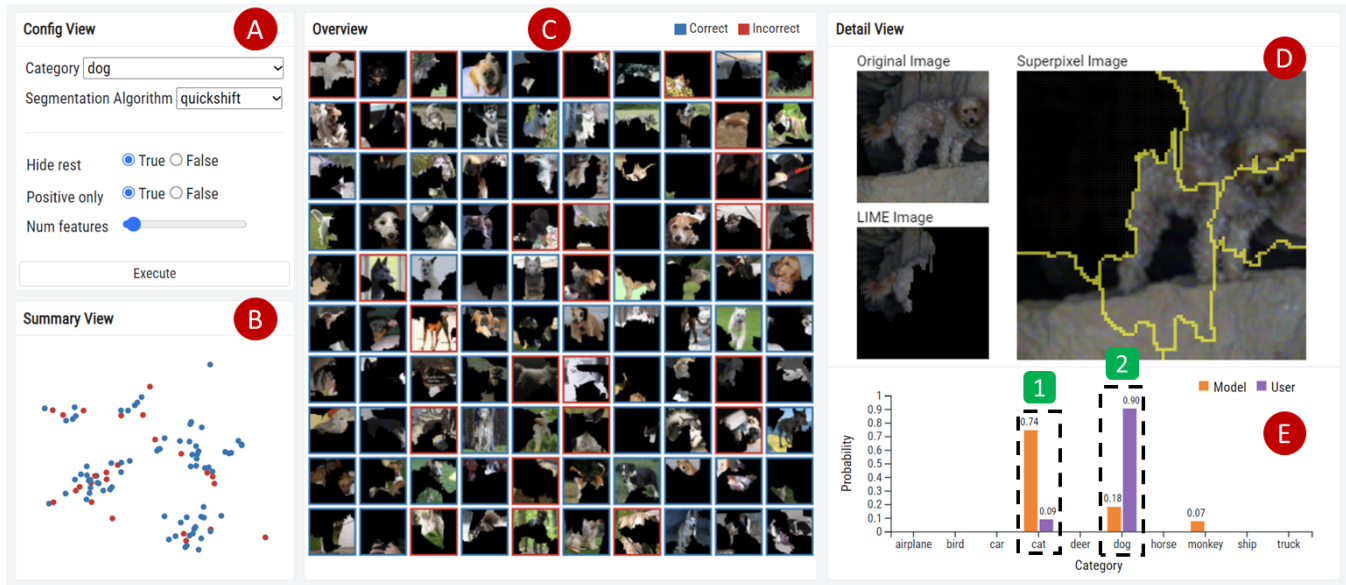 Config View
A
Category dog
Segmentation Algorithm quickshift
Hide rest True False
Positive only True False
Num features
Execute
Summary View
B
Overview
C
Correct Incorrect
Detail View
Original Image
Superpixel Image
D
LIME Image
1
2
Model User
E
Probability
1
0.9
0.8
0.7
0.6
0.5
0.4
0.3
0.2
0.1
0
0.74
0.09
0.18
0.90
0.07
airplane bird car cat deer dog horse monkey ship truck
Category